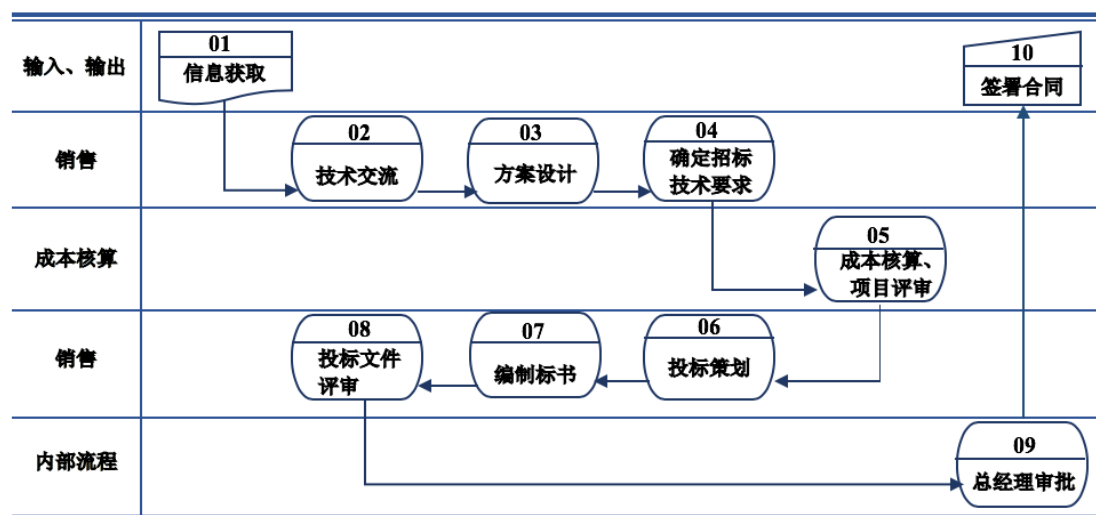 输入、输出
01
信息获取
10
签署合同
销售
02
技术交流
03
方案设计
04
确定招标
技术要求
成本核算
05
成本核算、
项目评审
销售
08
投标文件
评审
07
编制标书
06
投标策划
内部流程
09
总经理审批